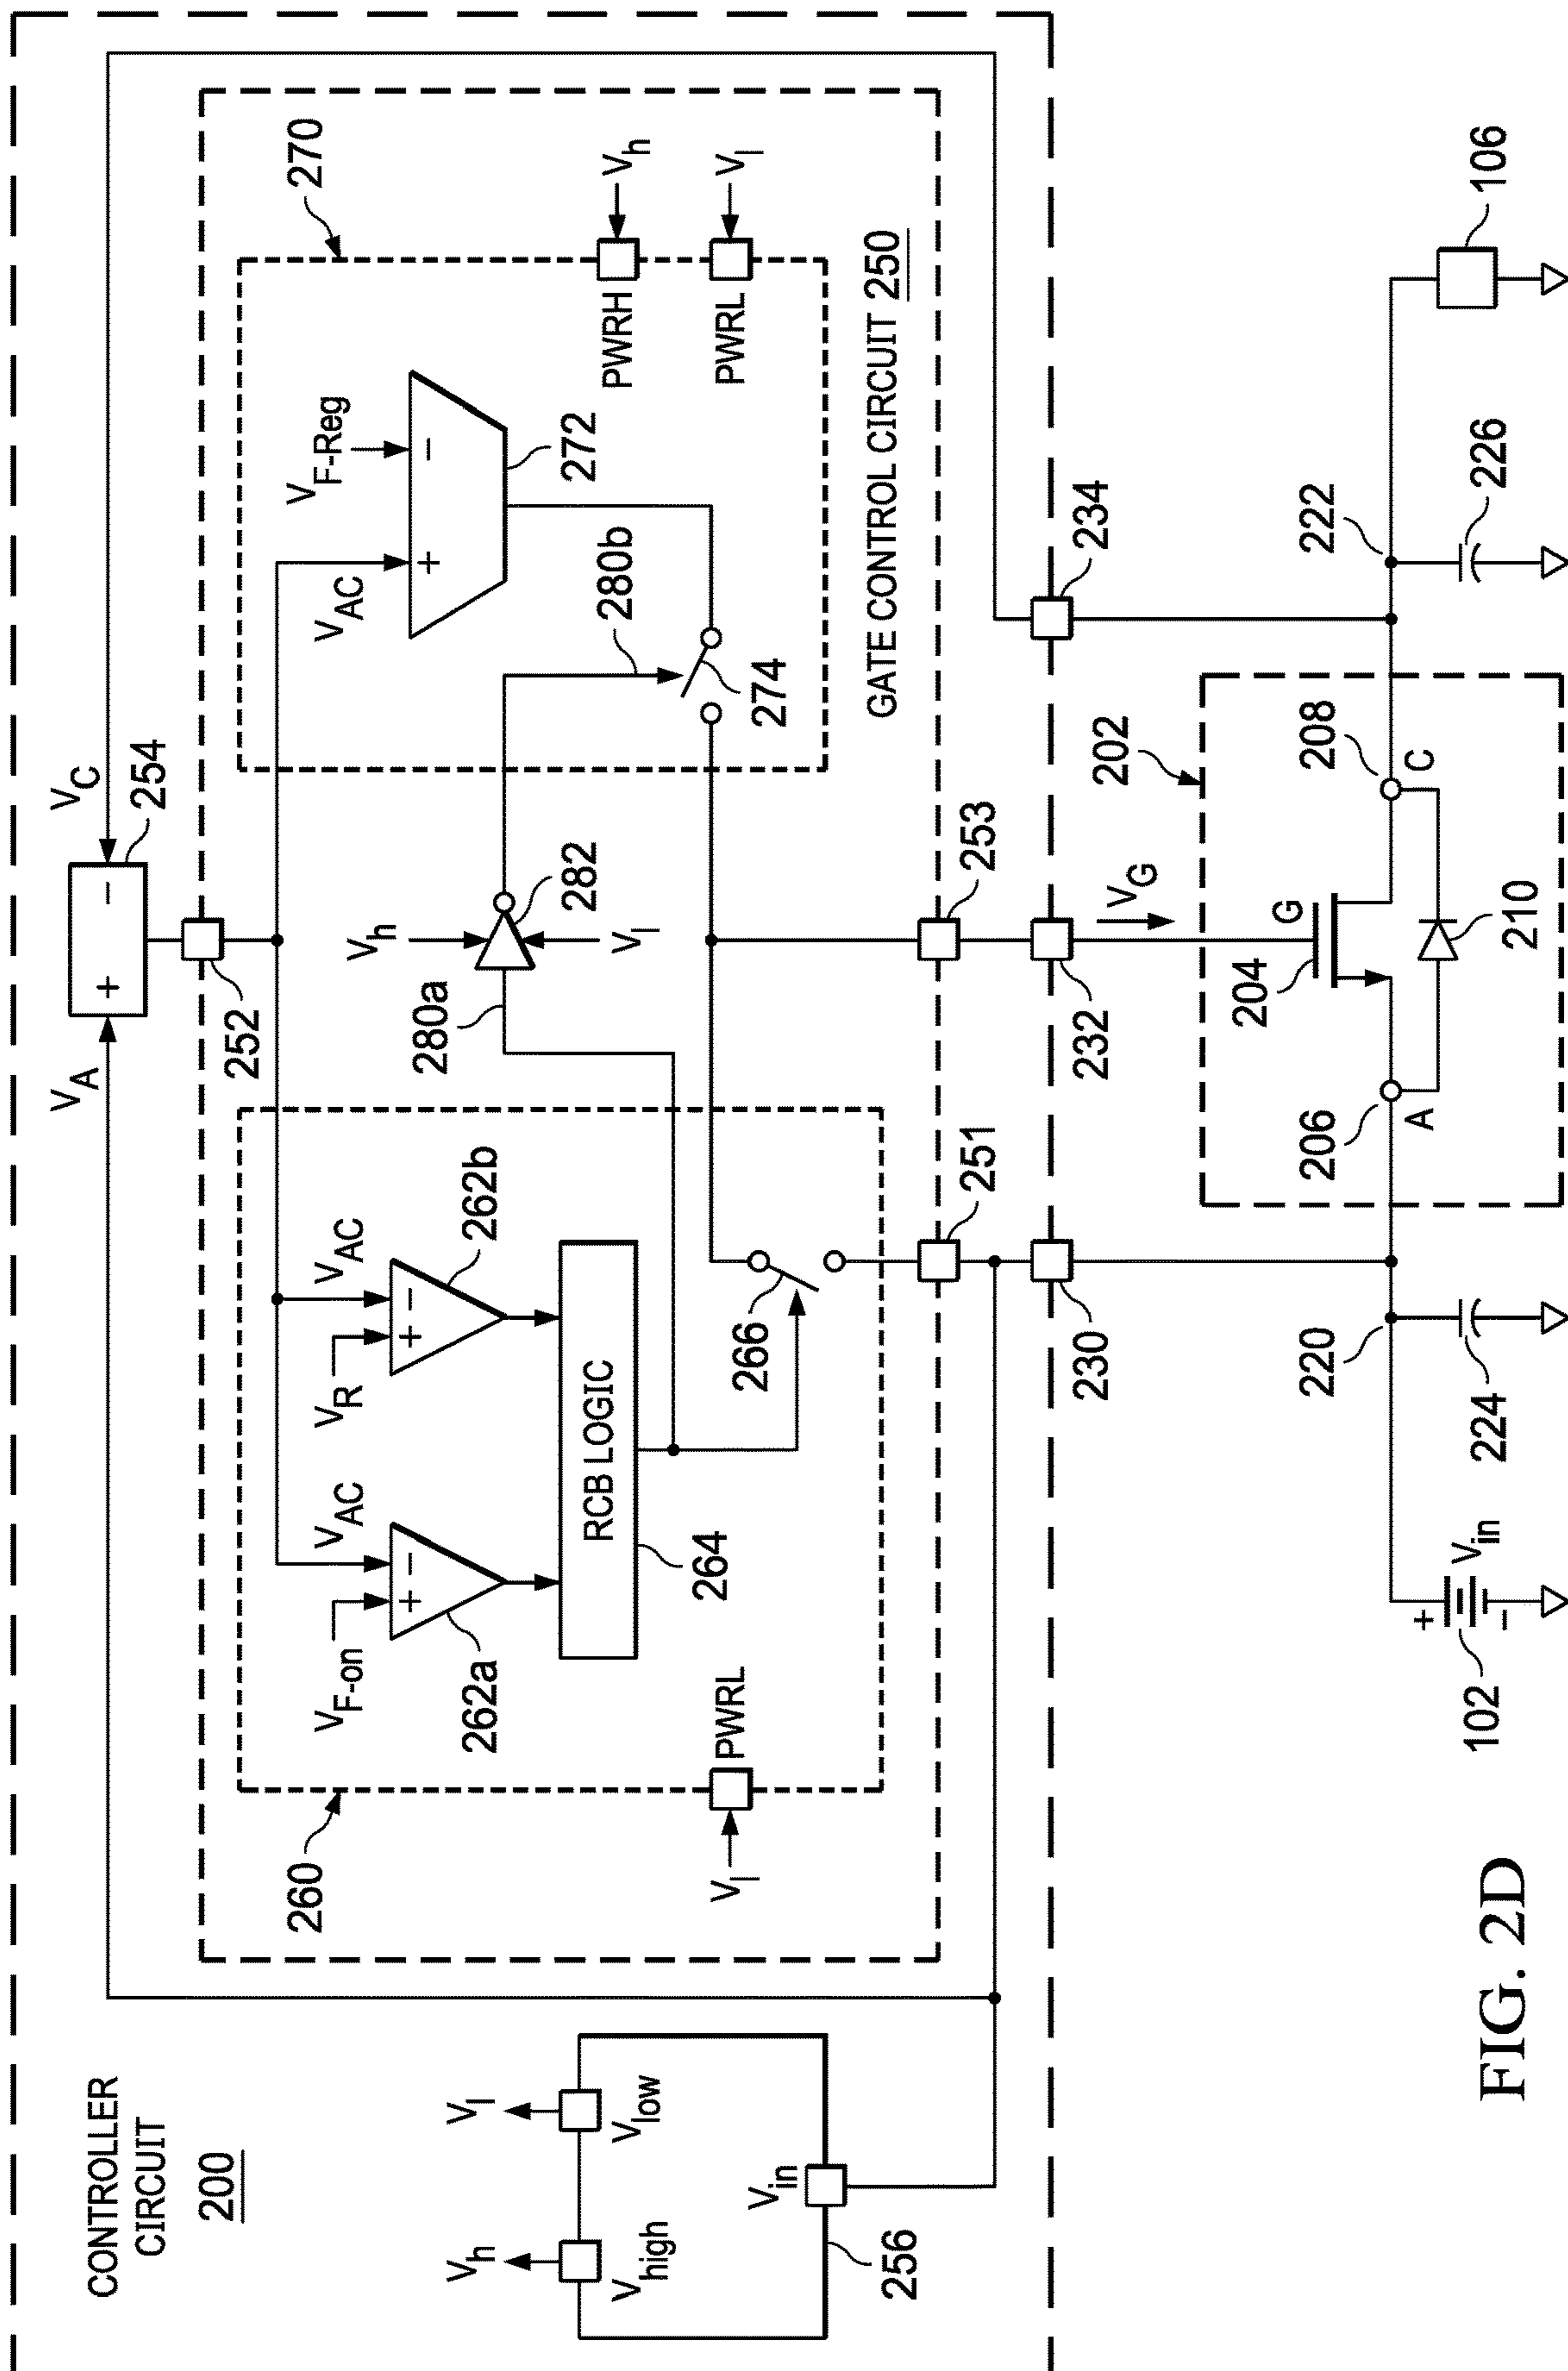 CONTROLLER
CIRCUIT
200
V_A
V_C
+ −
254
252
260
270
V_F-on
V_AC
V_R
V_AC
V_AC
V_F-Reg
+ −
+ −
+ −
262a
262b
V_h
V_l
280a
282
280b
272
V_h
V_l
V_high
V_low
V_in
256
RCB LOGIC
264
V_l
PWRL
266
274
PWRH
V_h
PWRL
V_l
GATE CONTROL CIRCUIT 250
251
253
230
232
234
V_G
202
204
G
206
A
208
C
210
220
222
102
+
−
V_in
224
226
106
FIG. 2D